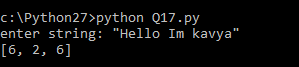 c:\Python27>python Q17.py
enter string: "Hello Im kavya"
[6, 2, 6]